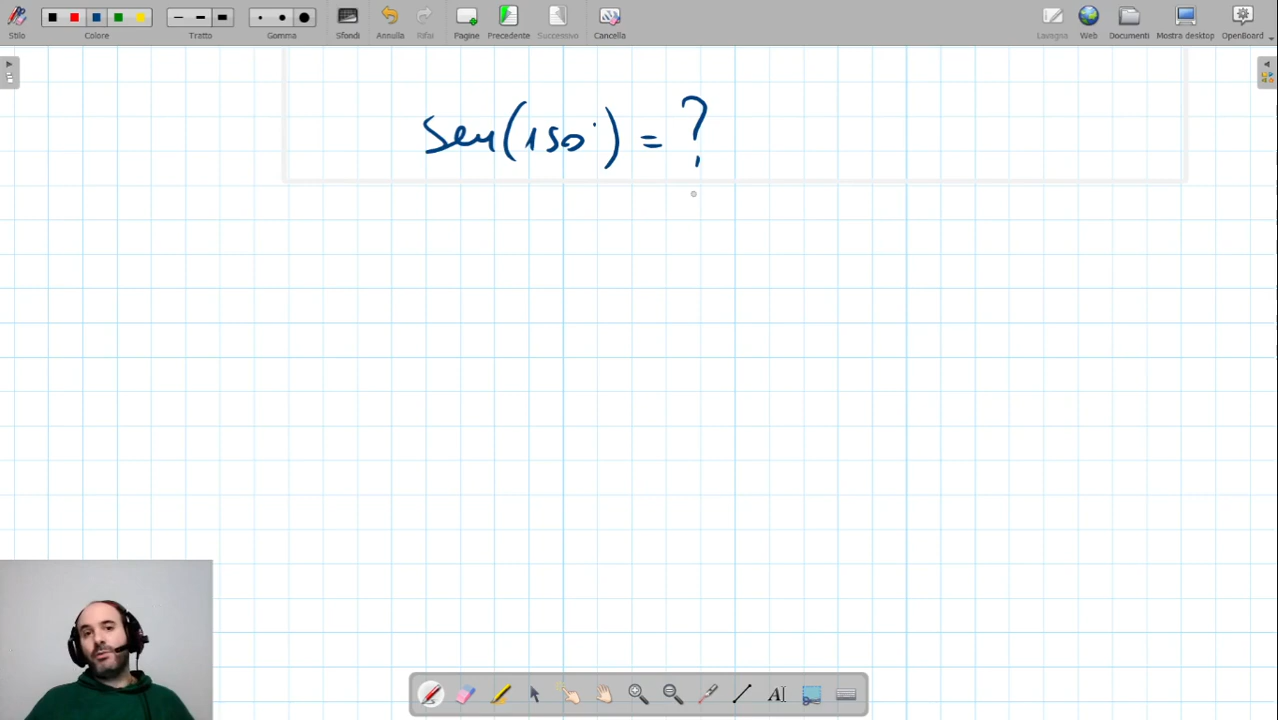 Stilo
Colore
Tratto
Gomma
Sfondi
Annulla
Rifai
Pagine
Precedente
Successivo
Cancella
Lavagna
Web
Documenti
Mostra desktop
OpenBoard
sen(150°) = ?